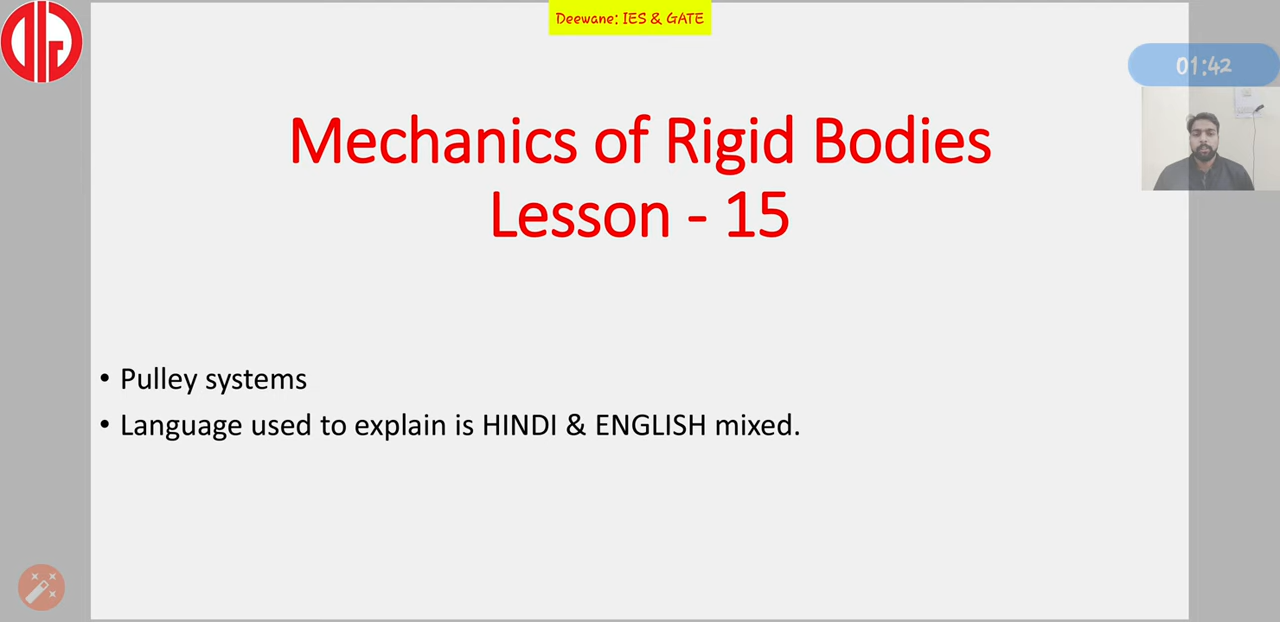 Deewane: IES & GATE
01:42
Mechanics of Rigid Bodies
Lesson - 15
• Pulley systems
• Language used to explain is HINDI & ENGLISH mixed.